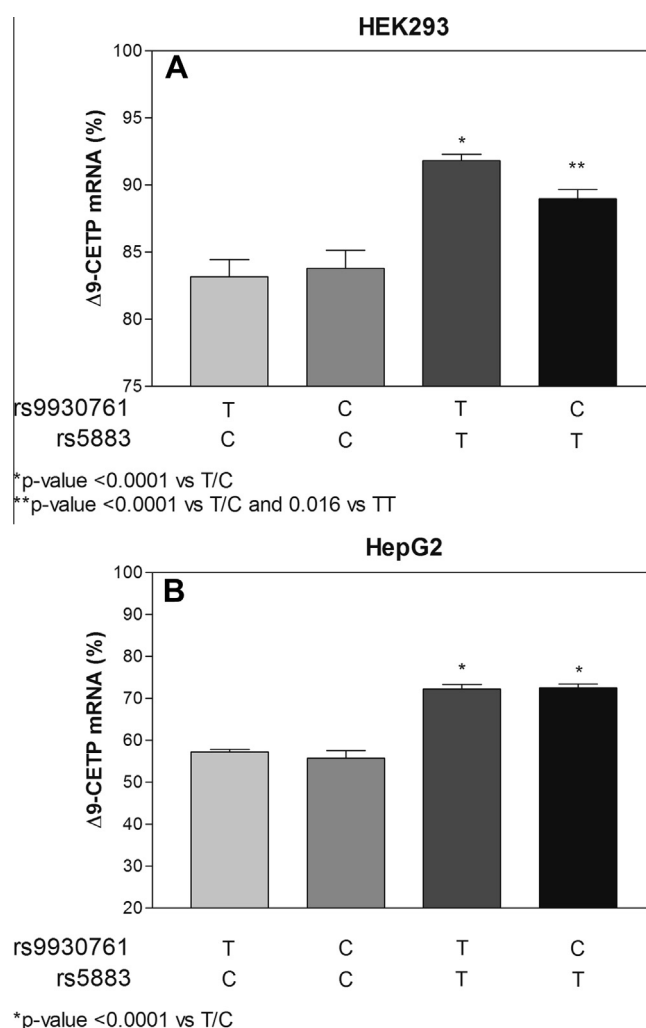 HEK293
A
Δ9-CETP mRNA (%)
100
95
90
85
80
75
*
**
rs9930761 T C T C
rs5883 C C T T
*p-value <0.0001 vs T/C
**p-value <0.0001 vs T/C and 0.016 vs TT
HepG2
B
Δ9-CETP mRNA (%)
100
90
80
70
60
50
40
30
20
* *
rs9930761 T C T C
rs5883 C C T T
*p-value <0.0001 vs T/C